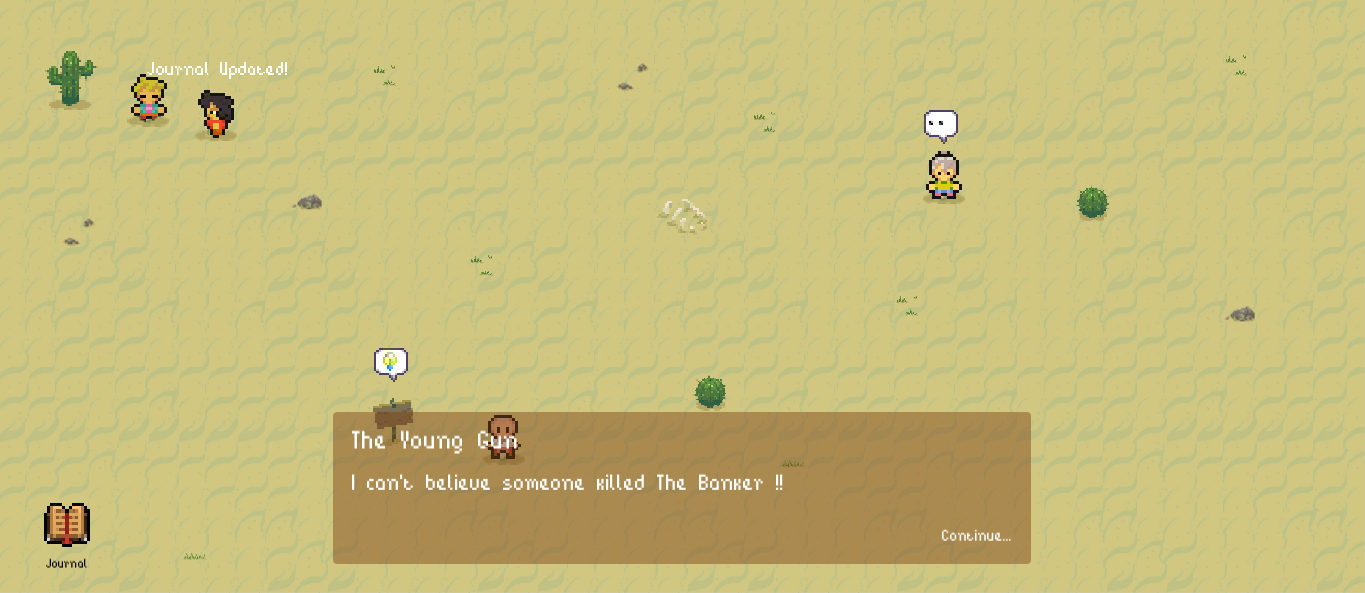 Journal Updated!
The Young Gun
I can't believe someone killed The Banker !!
Continue...
Journal